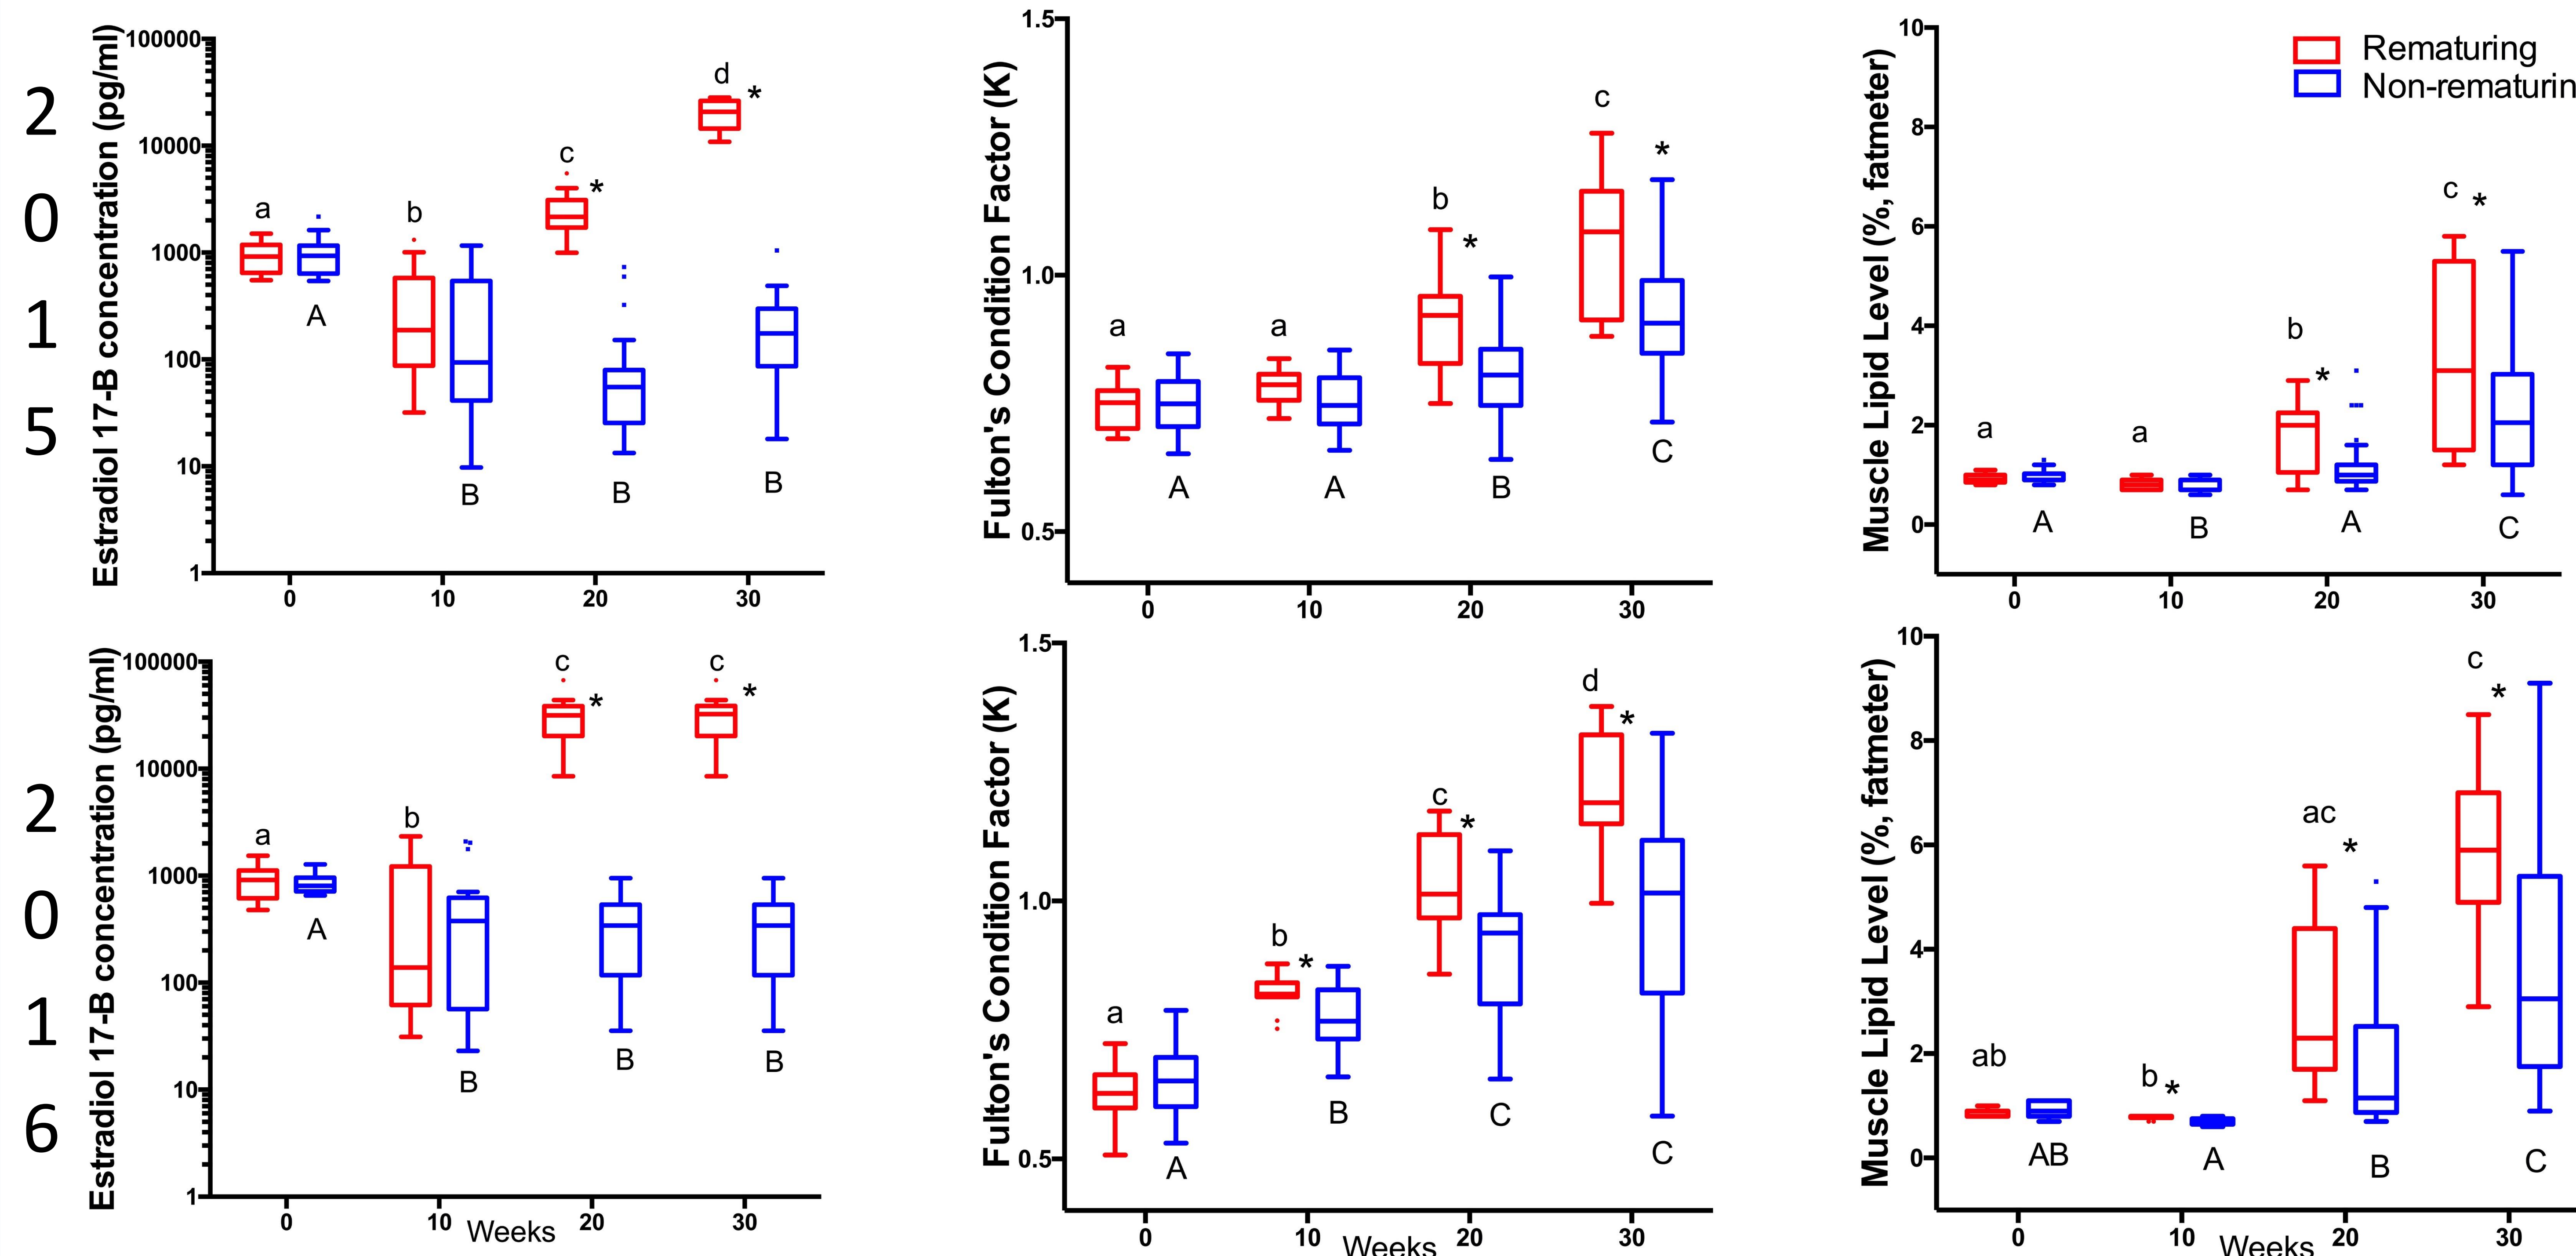 2
0
1
5
Estradiol 17-B concentration (pg/ml)
100000
10000
1000
100
10
1
a
A
b
B
c
*
B
d
*
B
0 10 20 30
Fulton's Condition Factor (K)
1.5
1.0
0.5
a
A
a
A
b
*
B
c
*
C
0 10 20 30
Muscle Lipid Level (%, fatmeter)
10
8
6
4
2
0
a
A
a
B
b
*
A
c
*
C
0 10 20 30
Rematuring
Non-rematurin
2
0
1
6
Estradiol 17-B concentration (pg/ml)
100000
10000
1000
100
10
1
a
A
b
B
c
*
B
c
*
B
0 10 20 30
Weeks
Fulton's Condition Factor (K)
1.5
1.0
0.5
a
A
b
*
B
c
*
C
d
*
C
0 10 20 30
Weeks
Muscle Lipid Level (%, fatmeter)
10
8
6
4
2
0
ab
AB
b
*
A
ac
*
B
c
*
C
0 10 20 30
Weeks